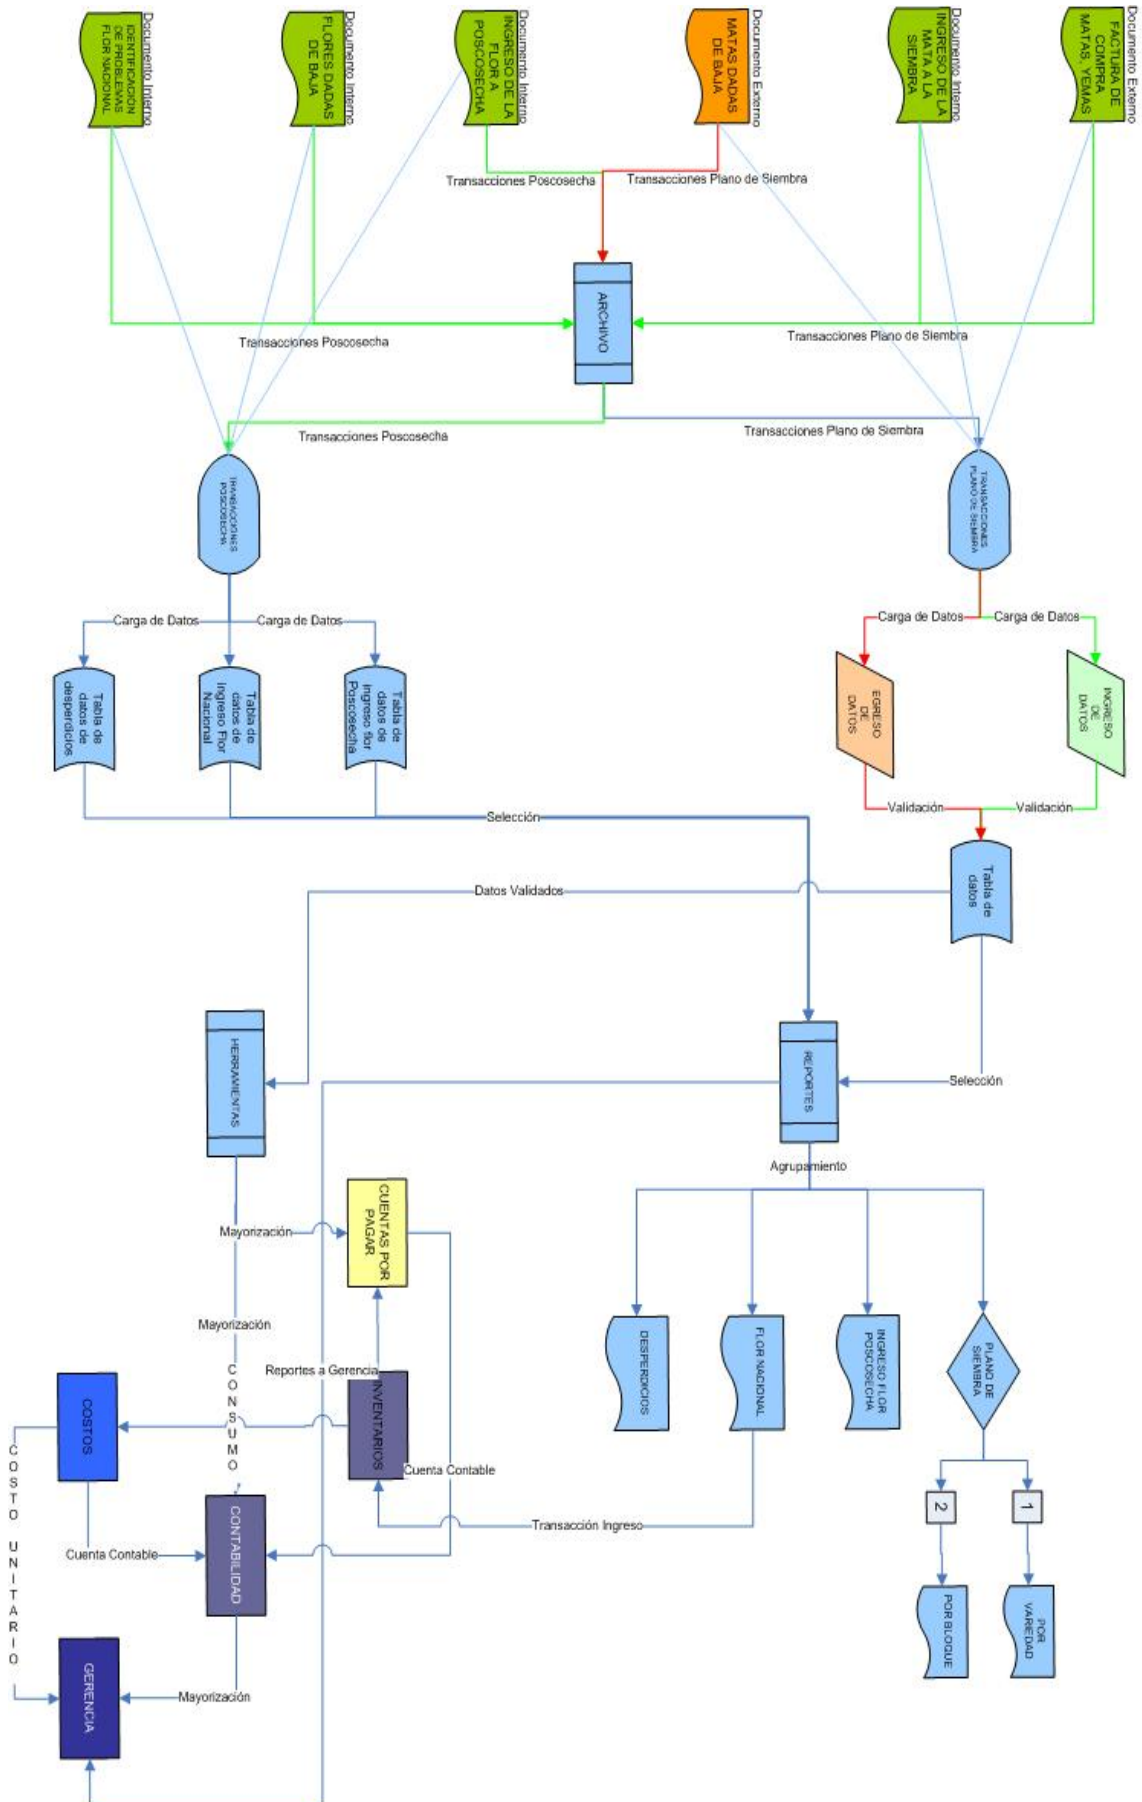 Documento Interno
IDENTIFICACIÓN
DE PROBLEMAS
FLOR NACIONAL
Documento Interno
FLORES DADAS
DE BAJA
Documento Interno
INGRESO DE LA
FLOR A
POSCOSECHA
Documento Externo
MATAS DADAS
DE BAJA
Documento Interno
INGRESO DE LA
MATA A LA
SIEMBRA
Documento Externo
FACTURA DE
COMPRA
MATAS, YEMAS
Transacciones Poscosecha
Transacciones Plano de Siembra
ARCHIVO
Transacciones Poscosecha
Transacciones Plano de Siembra
Transacciones Poscosecha
Transacciones Plano de Siembra
TRANSACCIONES
POSCOSECHA
TRANSACCIONES
PLANO DE SIEMBRA
Carga de Datos
Carga de Datos
Carga de Datos
Carga de Datos
Tabla de
datos de
desperdicios
Tabla de
datos de
ingreso Flor
Nacional
Tabla de
datos de
ingreso flor
Poscosecha
EGRESO
DE
DATOS
INGRESO
DE
DATOS
Selección
Validación
Validación
Tabla de
datos
Datos Validados
HERRAMIENTAS
REPORTES
Selección
Agrupamiento
CUENTAS POR
PAGAR
Mayorización
Mayorización
DESPERDICIOS
FLOR NACIONAL
INGRESO FLOR
POSCOSECHA
PLANO DE
SIEMBRA
Reportes a Gerencia
CONSUMO
COSTOS
INVENTARIOS
Cuenta Contable
COSTO UNITARIO
CONTABILIDAD
Transacción Ingreso
2
1
Cuenta Contable
POR BLOQUE
POR
VARIEDAD
GERENCIA
Mayorización